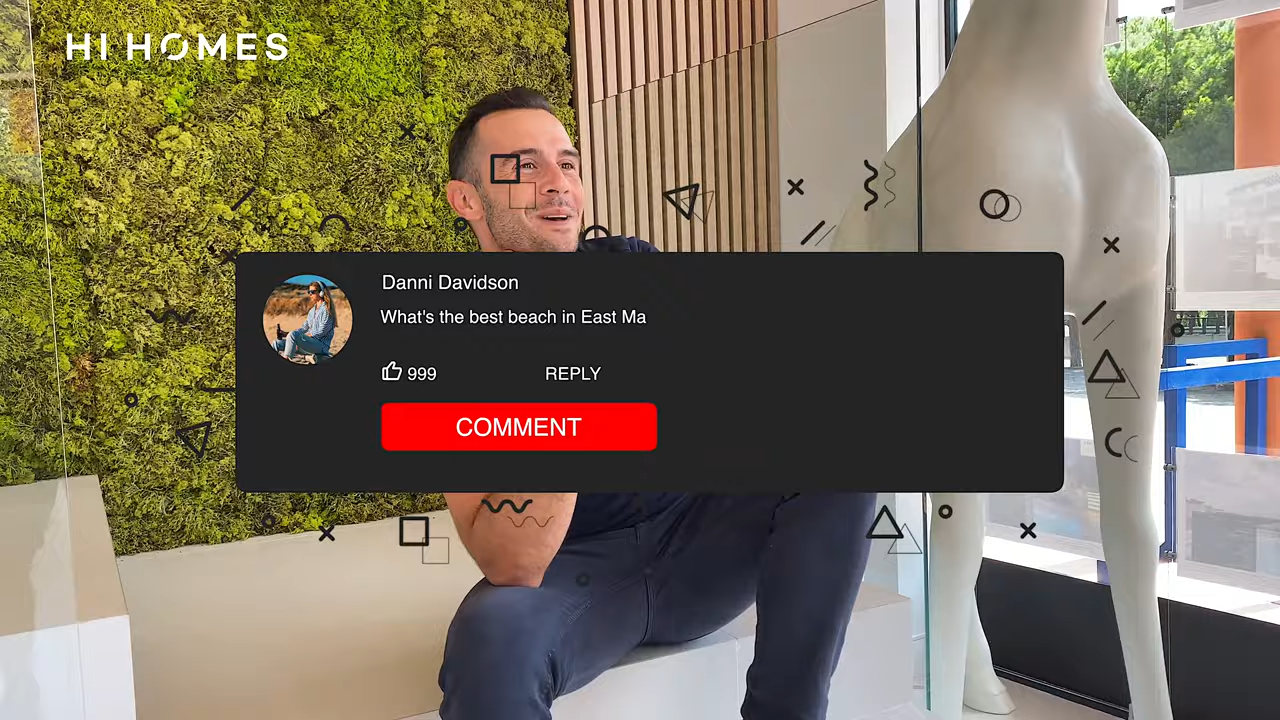 HI HOMES
Danni Davidson
What's the best beach in East Ma
999
REPLY
COMMENT